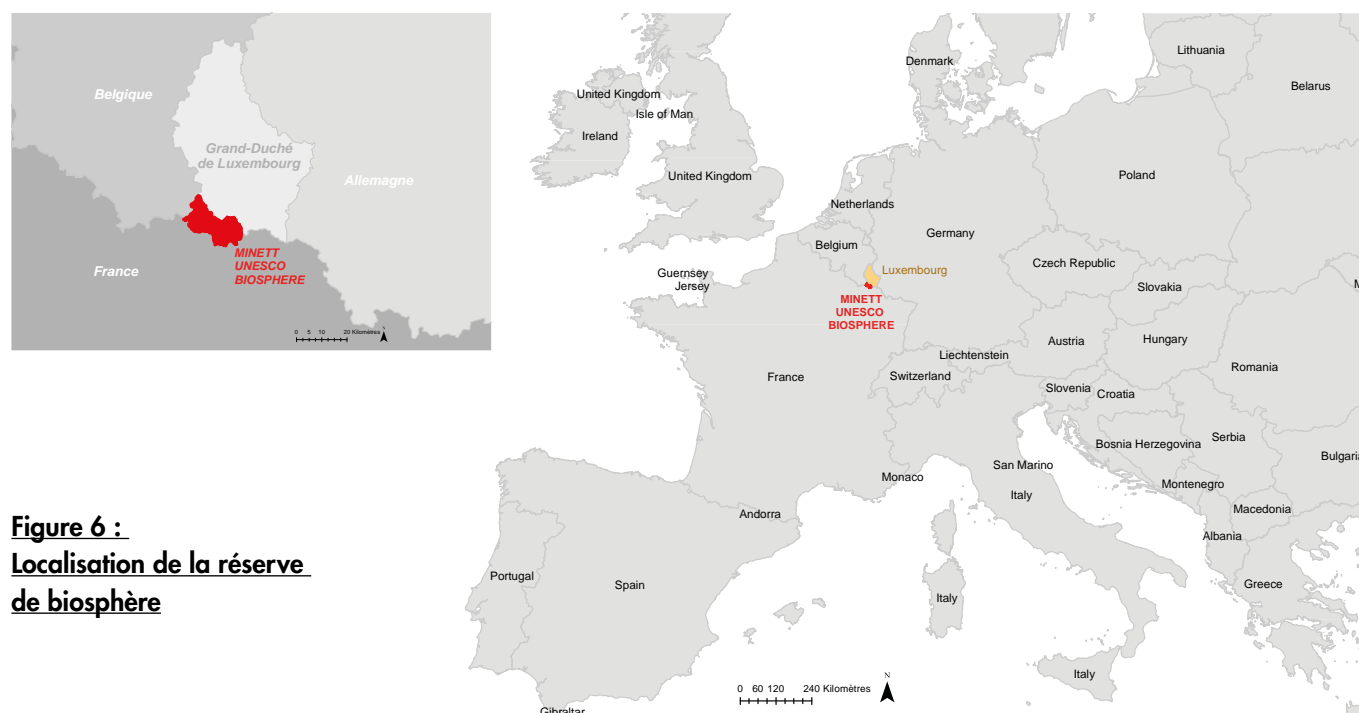 Belgique
Grand-Duché
de Luxembourg
Allemagne
MINETT
UNESCO
BIOSPHERE
France
0 5 10 20 Kilomètres
Figure 6 :
Localisation de la réserve
de biosphère
Denmark
Lithuania
Belarus
United Kingdom
Isle of Man
Ireland
United Kingdom
Poland
Netherlands
Germany
Belgium
Czech Republic
Luxembourg
Guernsey
Jersey
Slovakia
MINETT
UNESCO
BIOSPHERE
Austria
Hungary
Liechtenstein
Switzerland
France
Romania
Slovenia
Croatia
Bosnia Herzegovina
Serbia
Bulgaria
San Marino
Monaco
Montenegro
Italy
Macedonia
Andorra
Albania
Portugal
Spain
Greece
Italy
Italy
N
0 60 120 240 Kilomètres
Gibraltar